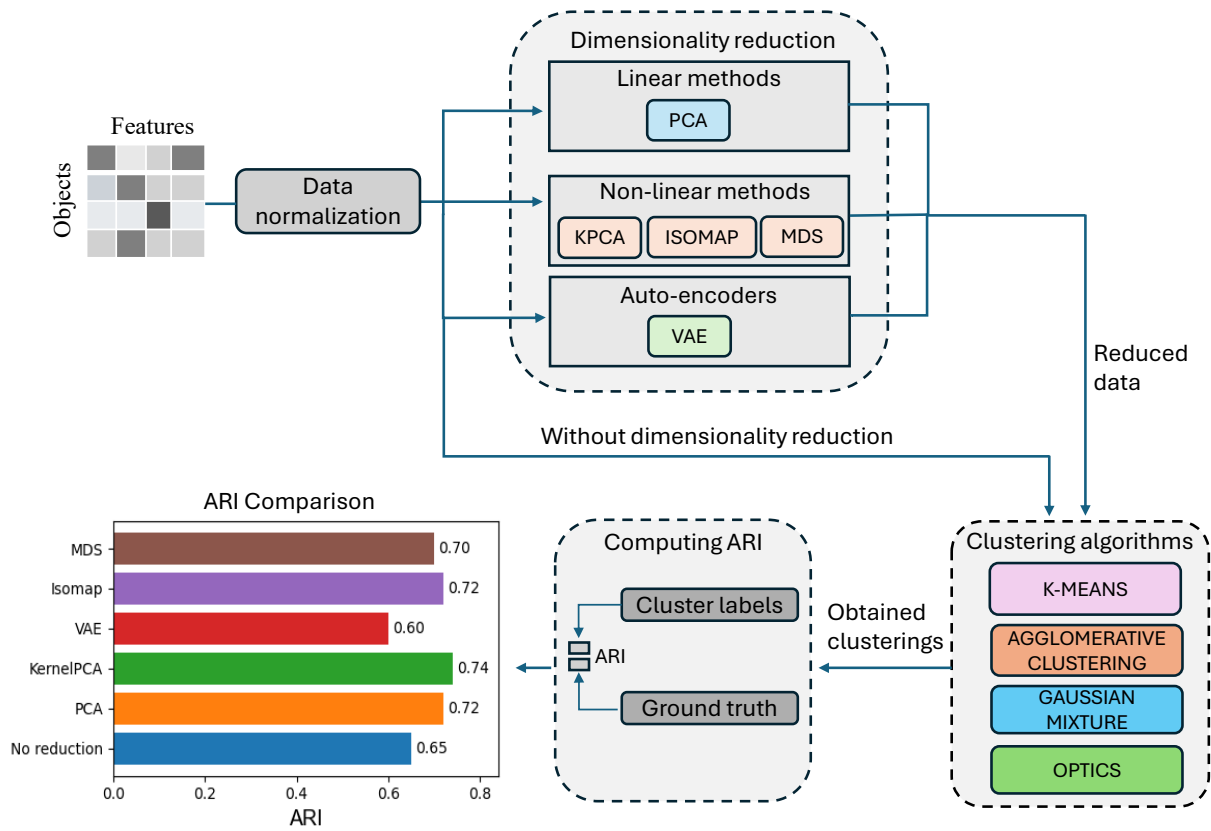 Dimensionality reduction
Linear methods
PCA
Features
Objects
Data
normalization
Non-linear methods
KPCA
ISOMAP
MDS
Auto-encoders
VAE
Reduced
data
Without dimensionality reduction
ARI Comparison
MDS
0.70
Isomap
0.72
VAE
0.60
KernelPCA
0.74
PCA
0.72
No reduction
0.65
0.0
0.2
0.4
0.6
0.8
ARI
Computing ARI
Cluster labels
ARI
Ground truth
Obtained
clusterings
Clustering algorithms
K-MEANS
AGGLOMERATIVE
CLUSTERING
GAUSSIAN
MIXTURE
OPTICS